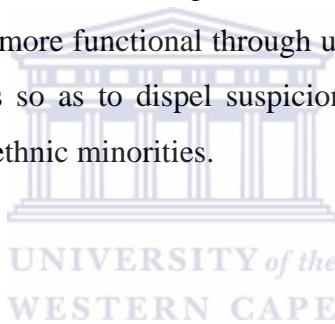 more functional through u
s so as to dispel suspicion
ethnic minorities.
UNIVERSITY of the
WESTERN CAPE